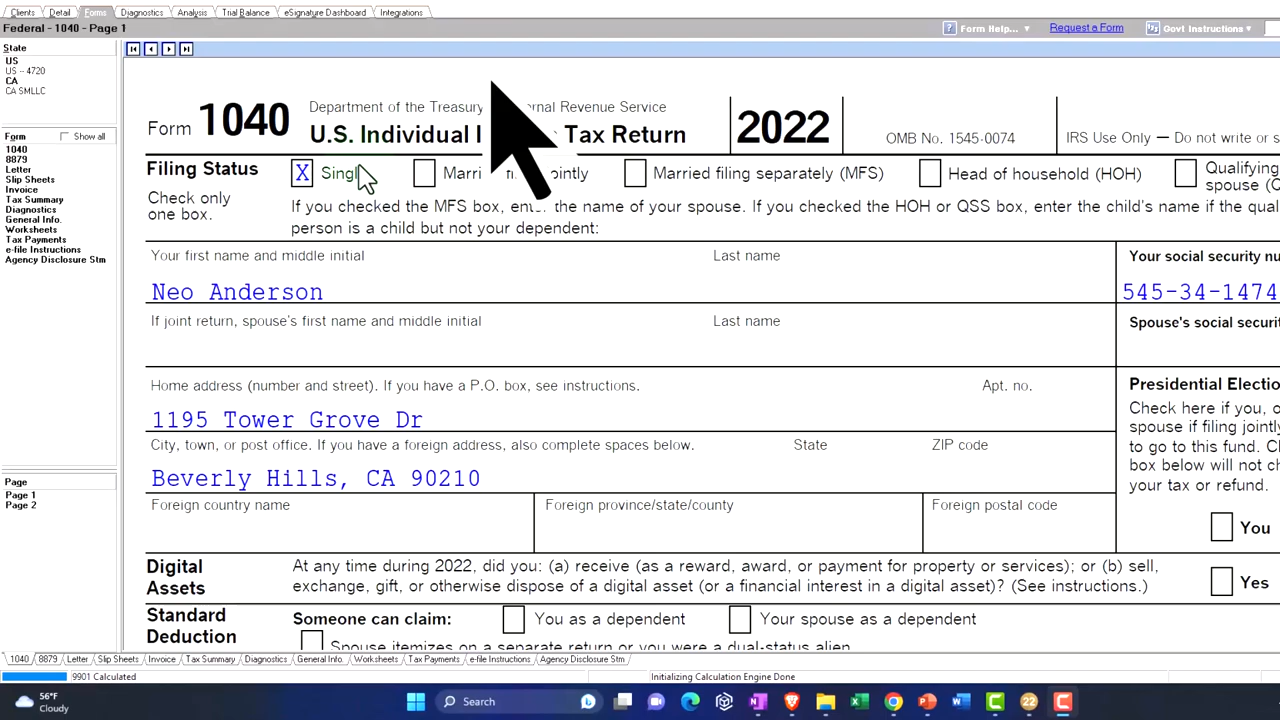 Clients Detail Forms Diagnostics Analysis Trial Balance eSignature Dashboard Integrations
Federal - 1040 - Page 1
Form Help... Request a Form Govt Instructions
State
US
US -- 4720
CA
CA SMLLC
Form Show all
1040
8879
Letter
Slip Sheets
Invoice
Tax Summary
Diagnostics
General Info.
Worksheets
Tax Payments
e-file Instructions
Agency Disclosure Stm
Page
Page 1
Page 2
Form 1040
Department of the Treasury ernal Revenue Service
U.S. Individual Tax Return
2022
OMB No. 1545-0074
IRS Use Only — Do not write or s
Filing Status
Check only
one box.
X Singl
Marri ointly
Married filing separately (MFS)
Head of household (HOH)
Qualifying
spouse (
If you checked the MFS box, enter the name of your spouse. If you checked the HOH or QSS box, enter the child's name if the qual
person is a child but not your dependent:
Your first name and middle initial Last name Your social security nu
Neo Anderson 545-34-1474
If joint return, spouse's first name and middle initial Last name Spouse's social securi
Home address (number and street). If you have a P.O. box, see instructions. Apt. no.
1195 Tower Grove Dr
City, town, or post office. If you have a foreign address, also complete spaces below. State ZIP code
Beverly Hills, CA 90210
Foreign country name Foreign province/state/county Foreign postal code
Presidential Electio
Check here if you, o
spouse if filing jointly
to go to this fund. C
box below will not ch
your tax or refund.
You
Digital
Assets
At any time during 2022, did you: (a) receive (as a reward, award, or payment for property or services); or (b) sell,
exchange, gift, or otherwise dispose of a digital asset (or a financial interest in a digital asset)? (See instructions.)
Yes
Standard
Deduction
Someone can claim: You as a dependent Your spouse as a dependent
Spouse itemizes on a separate return or you were a dual-status alien
1040 8879 Letter Slip Sheets Invoice Tax Summary Diagnostics General Info. Worksheets Tax Payments e-file Instructions Agency Disclosure Stm
9901 Calculated Initializing Calculation Engine Done
56°F
Cloudy
Search
22